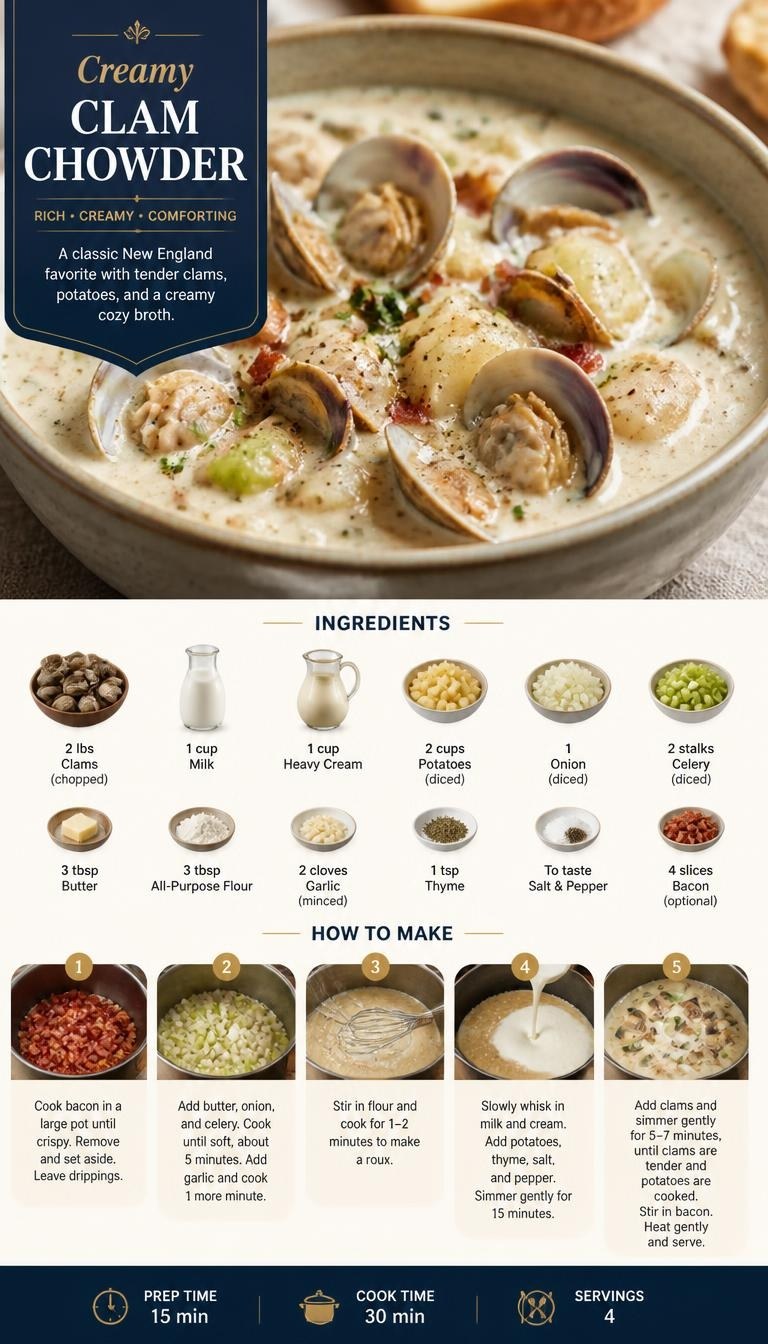 Creamy
CLAM
CHOWDER
RICH • CREAMY • COMFORTING
A classic New England
favorite with tender clams,
potatoes, and a creamy
cozy broth.
INGREDIENTS
2 lbs
Clams
(chopped)
1 cup
Milk
1 cup
Heavy Cream
2 cups
Potatoes
(diced)
1
Onion
(diced)
2 stalks
Celery
(diced)
3 tbsp
Butter
3 tbsp
All-Purpose Flour
2 cloves
Garlic
(minced)
1 tsp
Thyme
To taste
Salt & Pepper
4 slices
Bacon
(optional)
HOW TO MAKE
1
Cook bacon in a
large pot until
crispy. Remove
and set aside.
Leave drippings.
2
Add butter, onion,
and celery. Cook
until soft, about
5 minutes. Add
garlic and cook
1 more minute.
3
Stir in flour and
cook for 1–2
minutes to make
a roux.
4
Slowly whisk in
milk and cream.
Add potatoes,
thyme, salt,
and pepper.
Simmer gently for
15 minutes.
5
Add clams and
simmer gently
for 5–7 minutes,
until clams are
tender and
potatoes are
cooked.
Stir in bacon.
Heat gently
and serve.
PREP TIME
15 min
COOK TIME
30 min
SERVINGS
4